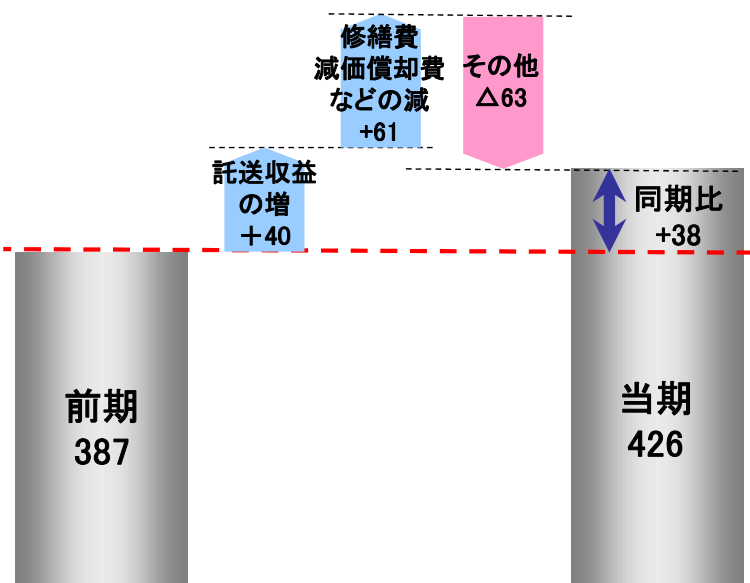 修繕費
減価償却費
などの減
+61
その他
△63
託送収益
の増
＋40
同期比
+38
前期
387
当期
426